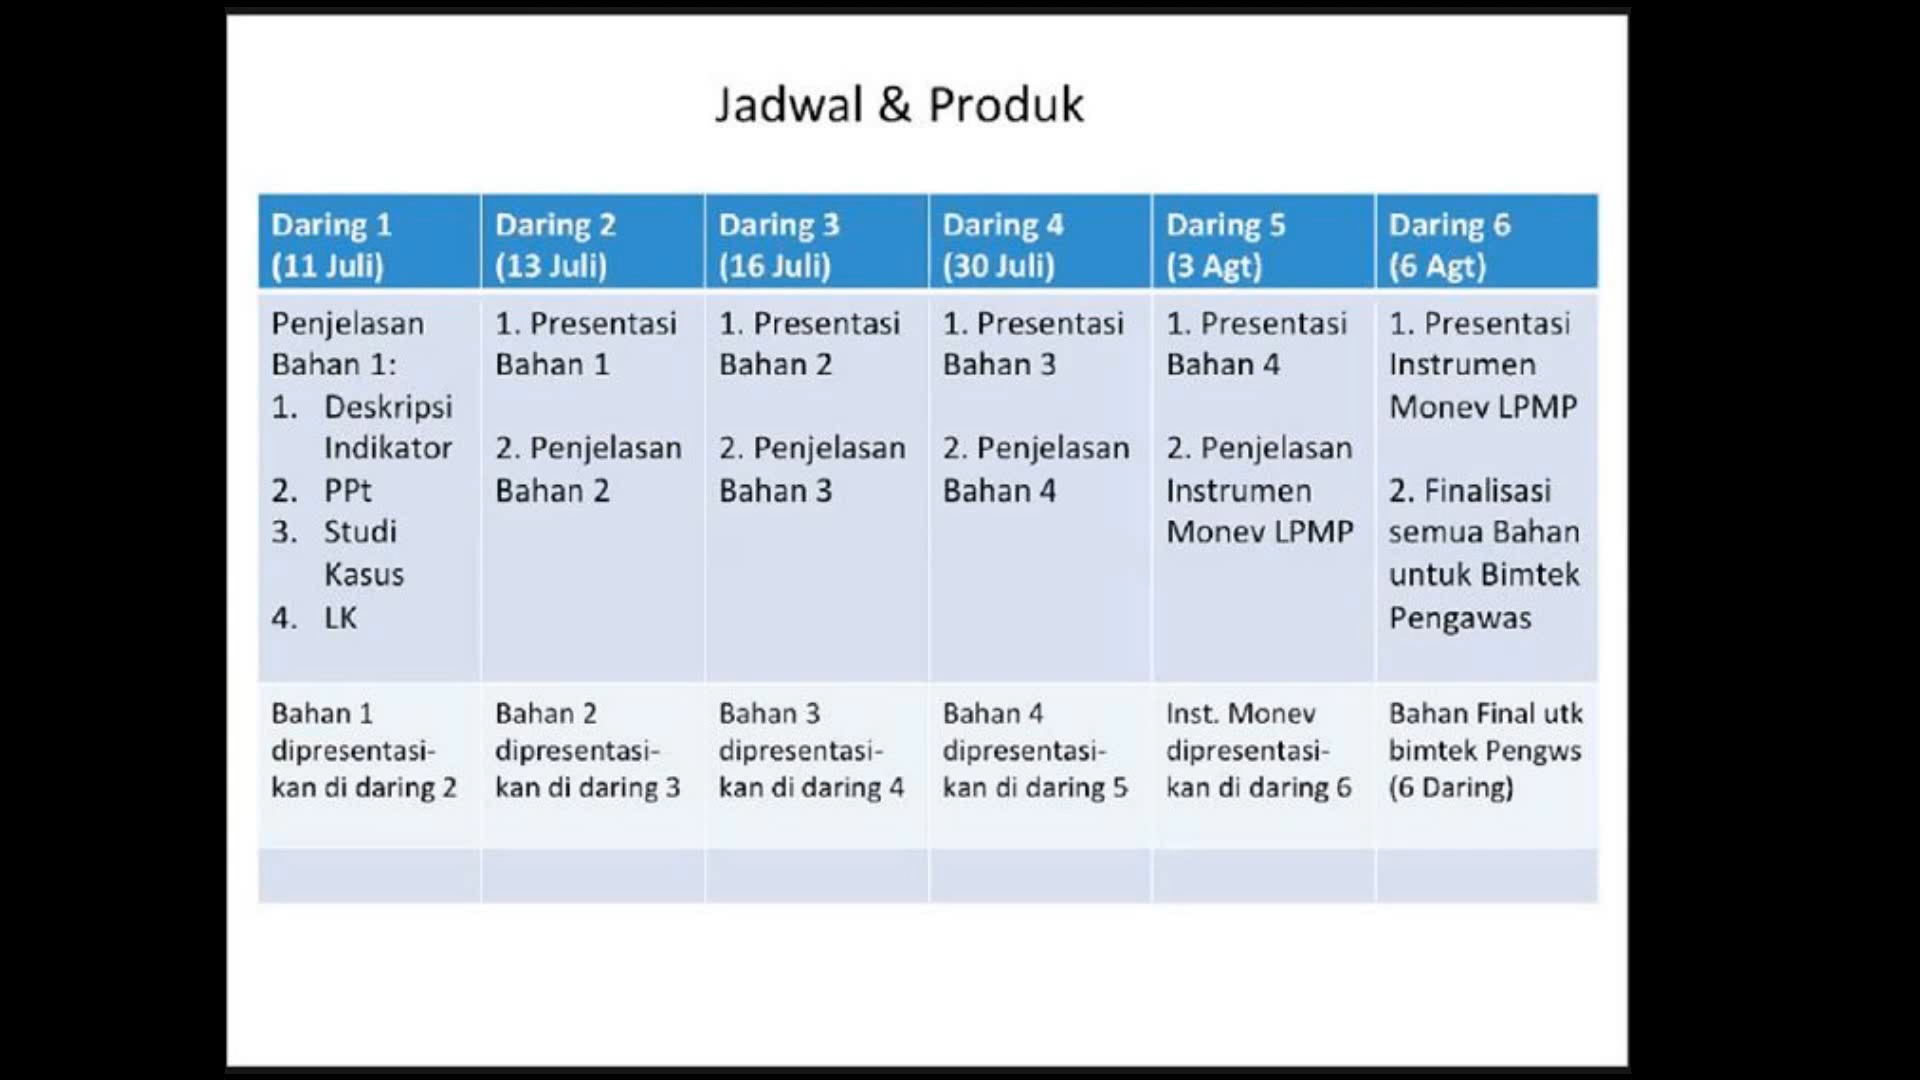 Jadwal & Produk
Daring 1
(11 Juli)
Daring 2
(13 Juli)
Daring 3
(16 Juli)
Daring 4
(30 Juli)
Daring 5
(3 Agt)
Daring 6
(6 Agt)
Penjelasan
Bahan 1:
1. Deskripsi
Indikator
2. PPt
3. Studi
Kasus
4. LK
1. Presentasi
Bahan 1
2. Penjelasan
Bahan 2
1. Presentasi
Bahan 2
2. Penjelasan
Bahan 3
1. Presentasi
Bahan 3
2. Penjelasan
Bahan 4
1. Presentasi
Bahan 4
2. Penjelasan
Instrumen
Monev LPMP
1. Presentasi
Instrumen
Monev LPMP
2. Finalisasi
semua Bahan
untuk Bimtek
Pengawas
Bahan 1
dipresentasi-
kan di daring 2
Bahan 2
dipresentasi-
kan di daring 3
Bahan 3
dipresentasi-
kan di daring 4
Bahan 4
dipresentasi-
kan di daring 5
Inst. Monev
dipresentasi-
kan di daring 6
Bahan Final utk
bimtek Pengws
(6 Daring)